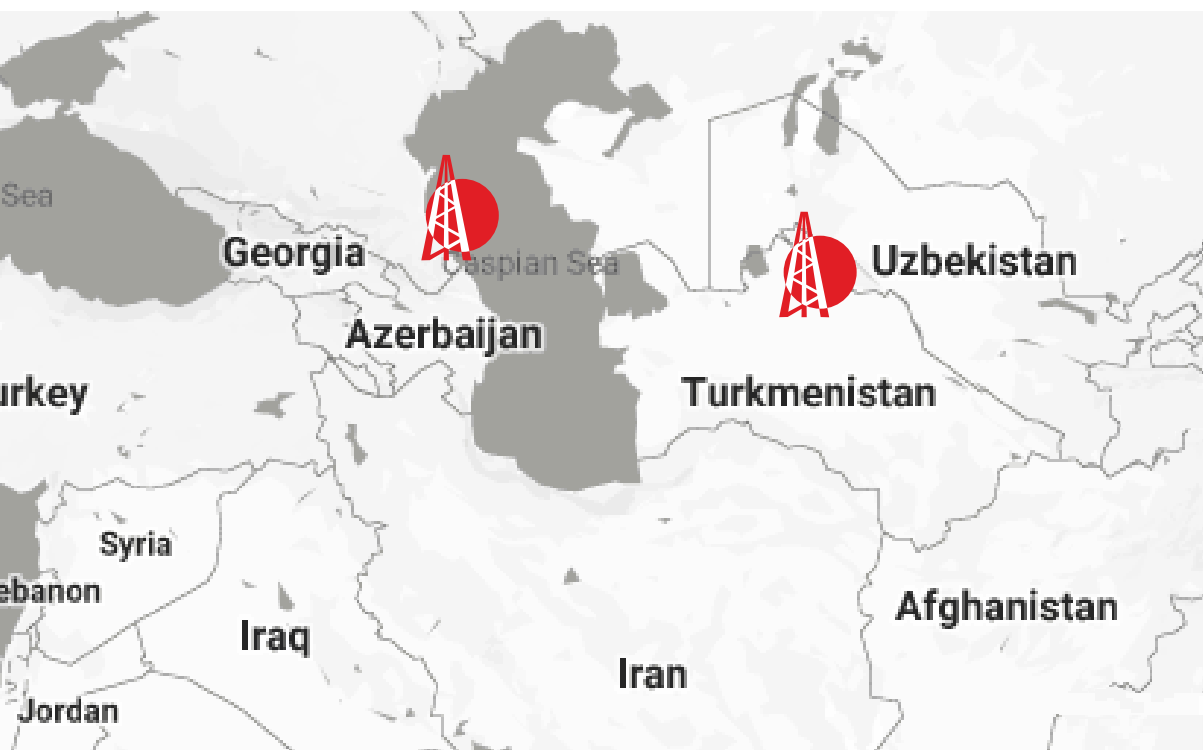 Sea
Georgia
Caspian Sea
Uzbekistan
Azerbaijan
urkey
Turkmenistan
Syria
ebanon
Iraq
Afghanistan
Iran
Jordan